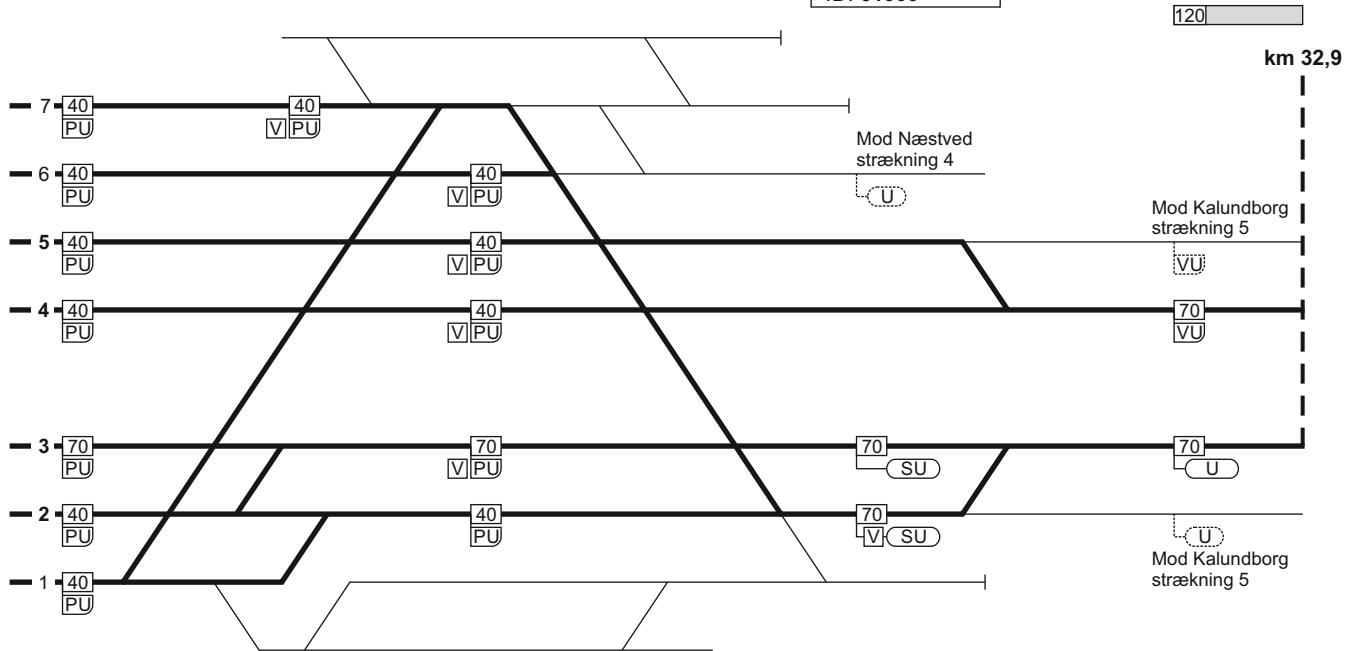 120
km 32,9
7 40 40
PU V PU
Mod Næstved
strækning 4
6 40 40
PU V PU U
Mod Kalundborg
strækning 5
5 40 40
PU V PU VU
4 40 40 70
PU V PU VU
3 70 70 70 70
PU V PU SU U
2 40 40 70
PU PU V SU U
Mod Kalundborg
strækning 5
1 40
PU